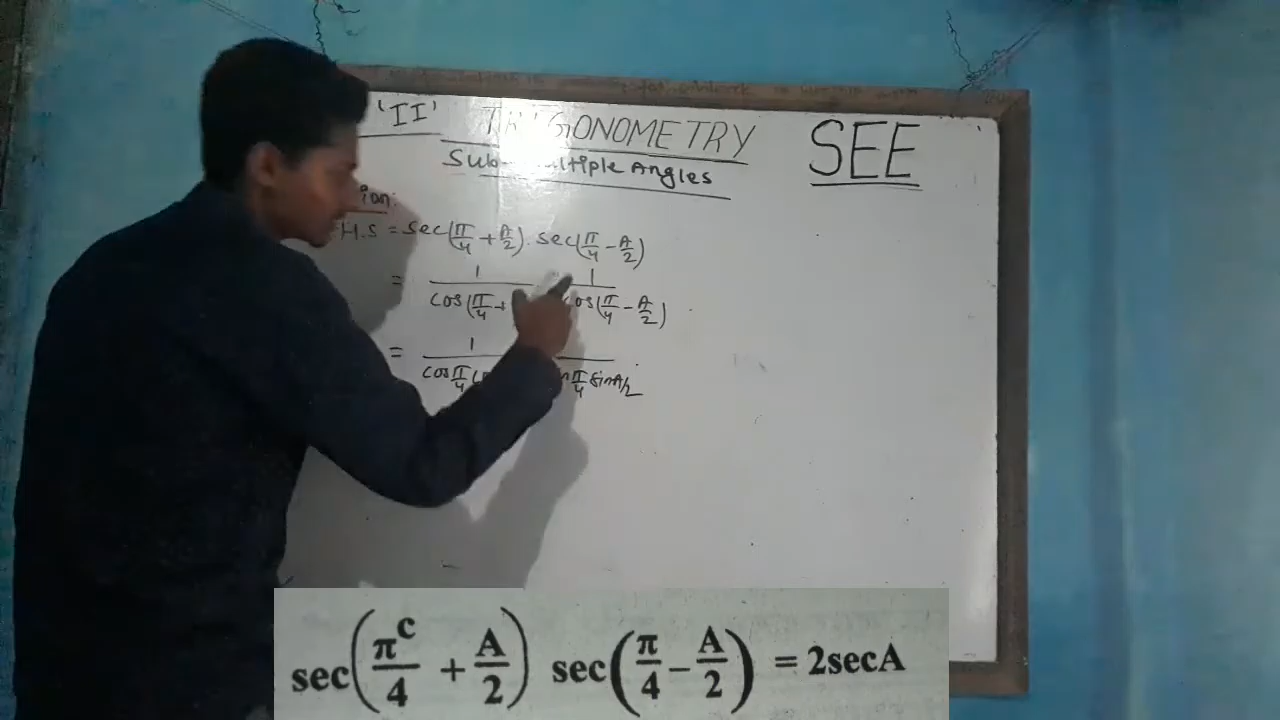 'II' TRIGONOMETRY SEE
Sub Multiple Angles
ion:
H.S = sec(π/4 + A/2) . sec(π/4 - A/2)
= 1 / cos(π/4 + 1 / cos(π/4 - A/2)
= 1 / cos π/4 π/4 sin A/2
sec(π^c/4 + A/2) sec(π/4 - A/2) = 2secA